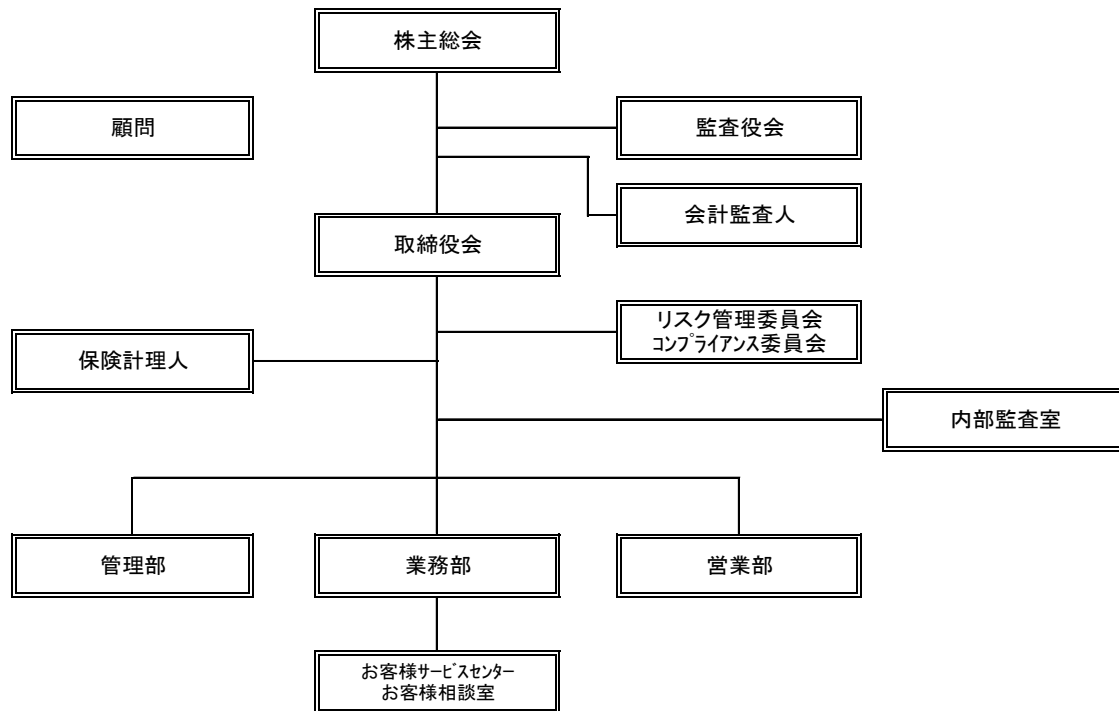 株主総会
顧問
監査役会
会計監査人
取締役会
リスク管理委員会
コンプライアンス委員会
保険計理人
内部監査室
管理部
業務部
営業部
お客様サービスセンター
お客様相談室